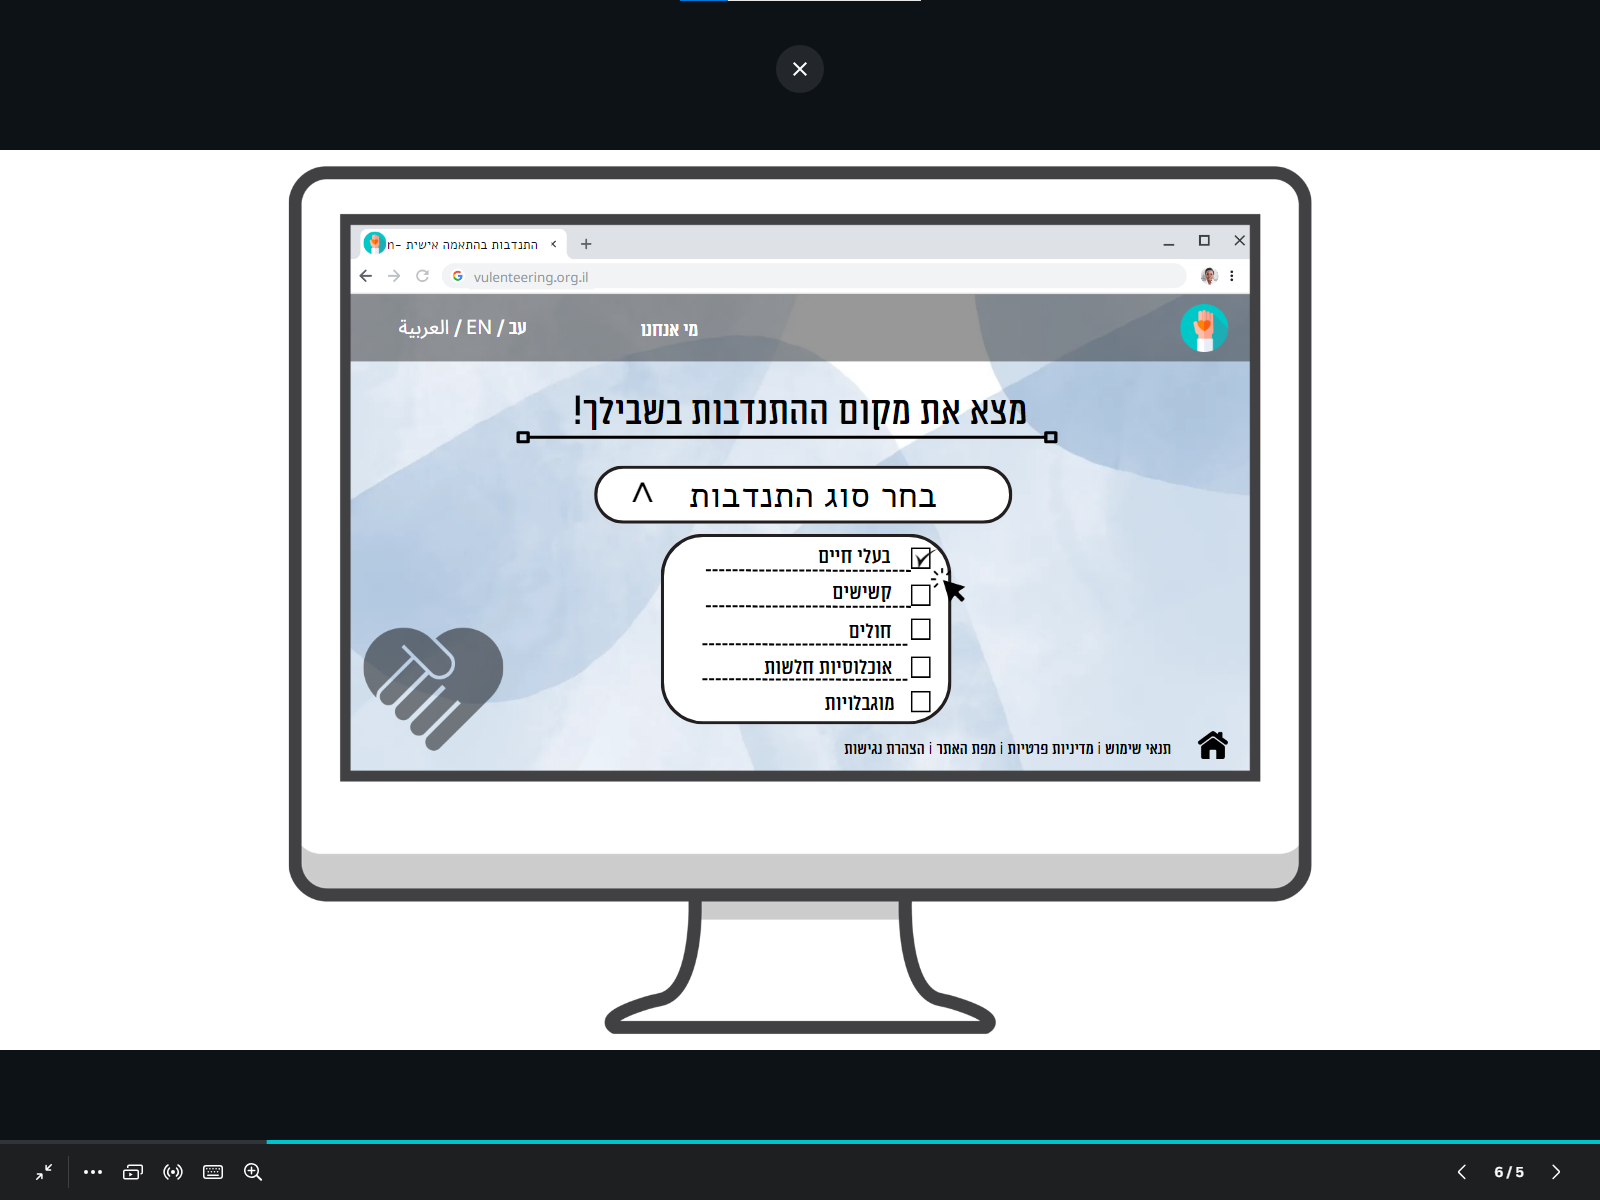 התנדבות בהתאמה אישית -ח
vulenteering.org.il
עב / EN / العربية
מי אנחנו
מצא את מקום ההתנדבות בשבילך!
בחר סוג התנדבות
בעלי חיים
קשישים
חולים
אוכלוסיות חלשות
מוגבלויות
תנאי שימוש | מדיניות פרטיות | מפת האתר | הצהרת נגישות
6 / 5